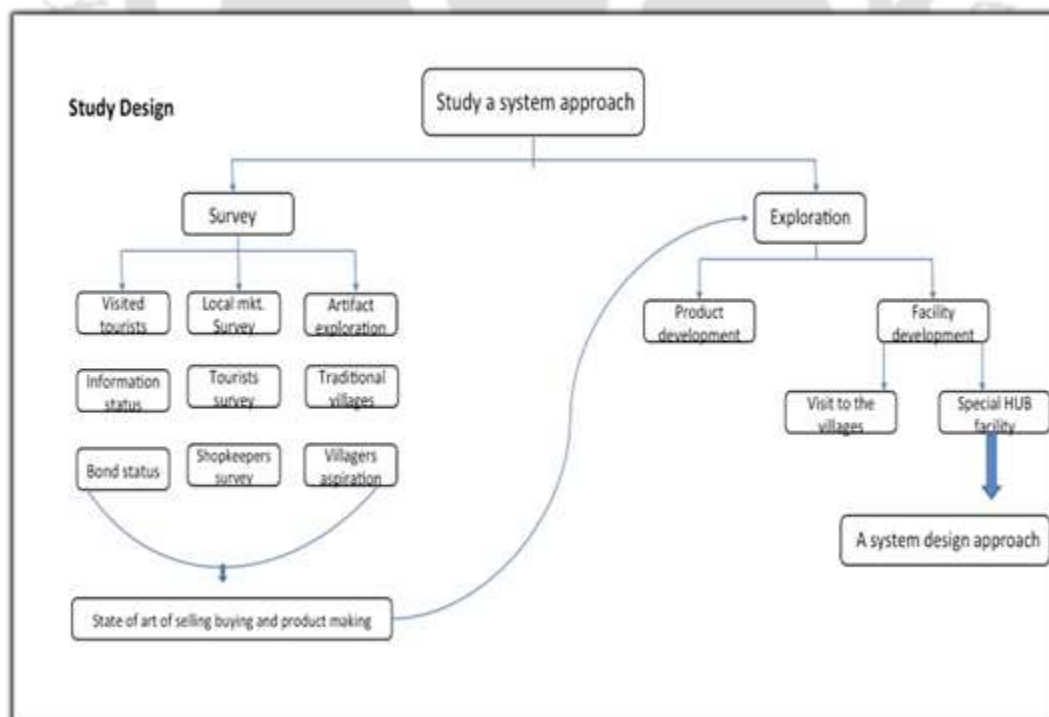 Study Design
Study a system approach
Survey
Exploration
Visited
tourists
Local mkt.
Survey
Artifact
exploration
Product
development
Facility
development
Information
status
Tourists
survey
Traditional
villages
Visit to the
villages
Special HUB
facility
Bond status
Shopkeepers
survey
Villagers
aspiration
A system design approach
State of art of selling buying and product making